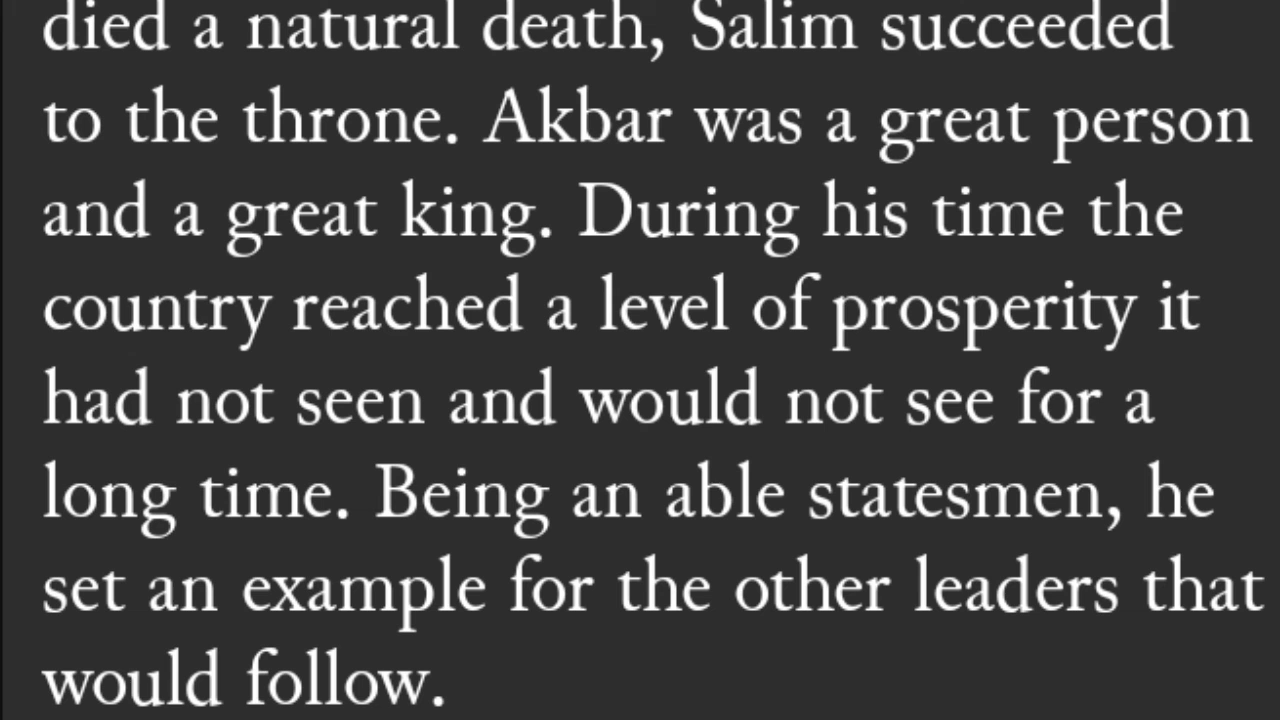 died a natural death, Salim succeeded
to the throne. Akbar was a great person
and a great king. During his time the
country reached a level of prosperity it
had not seen and would not see for a
long time. Being an able statesmen, he
set an example for the other leaders that
would follow.